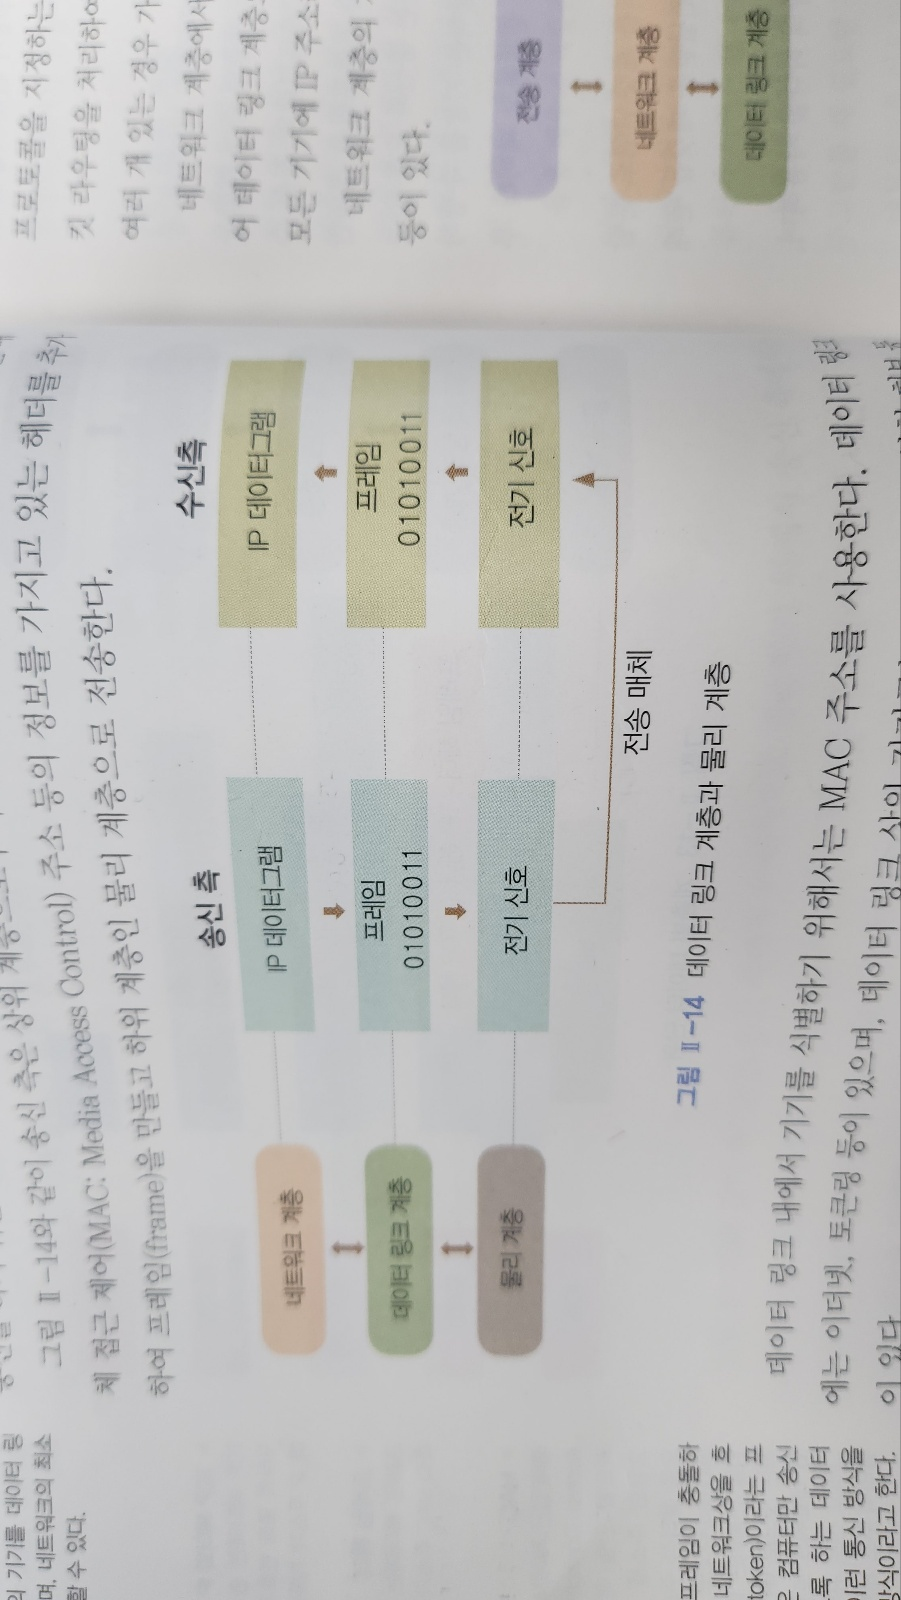 프로토콜을 지정하는
킷 라우팅을 처리하여
여러 개 있는 경우 가
네트워크 계층에서
어 데이터 링크 계층
모든 기기에 IP 주소
네트워크 계층의
등이 있다.
전송 계층
네트워크 계층
데이터 링크 계층
그림 Ⅱ-14와 같이 송신 측은 상위 계층
체 접근 제어(MAC: Media Access Control) 주소 등의 정보를 가지고 있는 헤더를 추가
하여 프레임(frame)을 만들고 하위 계층인 물리 계층으로 전송한다.
송신 측
수신측
네트워크 계층
IP 데이터그램
IP 데이터그램
데이터 링크 계층
프레임
01010011
프레임
01010011
물리 계층
전기 신호
전기 신호
전송 매체
그림 Ⅱ-14 데이터 링크 계층과 물리 계층
데이터 링크 내에서 기기를 식별하기 위해서는 MAC 주소를 사용한다. 데이터 링크
에는 이더넷, 토큰링 등이 있으며, 데이터 링크 사의
이 있다
의 기기를 데이터 링
며, 네트워크의 최소
할 수 있다.
프레임이 충돌하
네트워크상을 흐
token)이라는 프
은 컴퓨터만 송신
록 하는 데이터
이런 통신 방식을
방식이라고 한다.